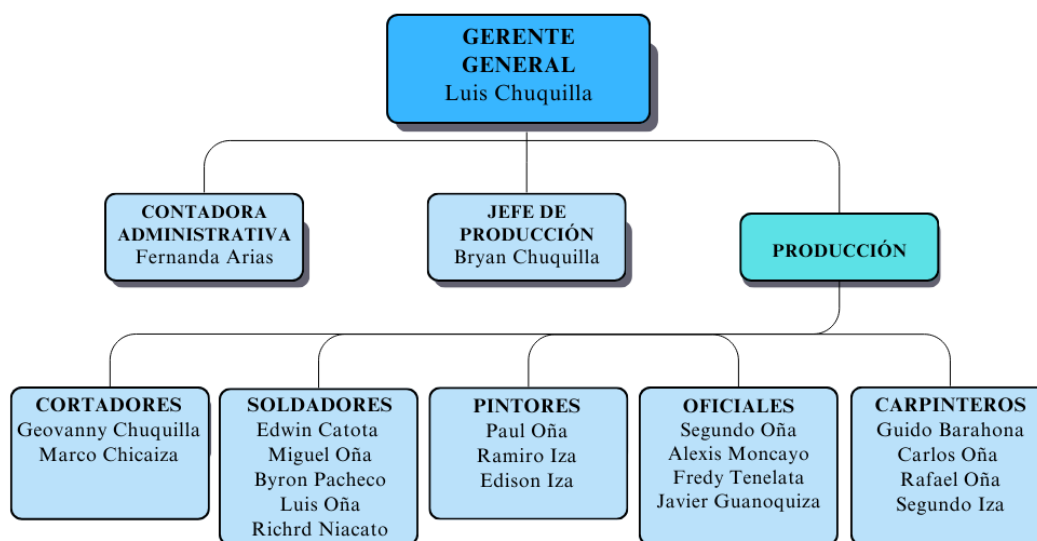 GERENTE
GENERAL
Luis Chuquilla
CONTADORA
ADMINISTRATIVA
Fernanda Arias
JEFE DE
PRODUCCIÓN
Bryan Chuquilla
PRODUCCIÓN
CORTADORES
Geovanny Chuquilla
Marco Chicaiza
SOLDADORES
Edwin Catota
Miguel Oña
Byron Pacheco
Luis Oña
Richrd Niacato
PINTORES
Paul Oña
Ramiro Iza
Edison Iza
OFICIALES
Segundo Oña
Alexis Moncayo
Fredy Tenelata
Javier Guanoquiza
CARPINTEROS
Guido Barahona
Carlos Oña
Rafael Oña
Segundo Iza